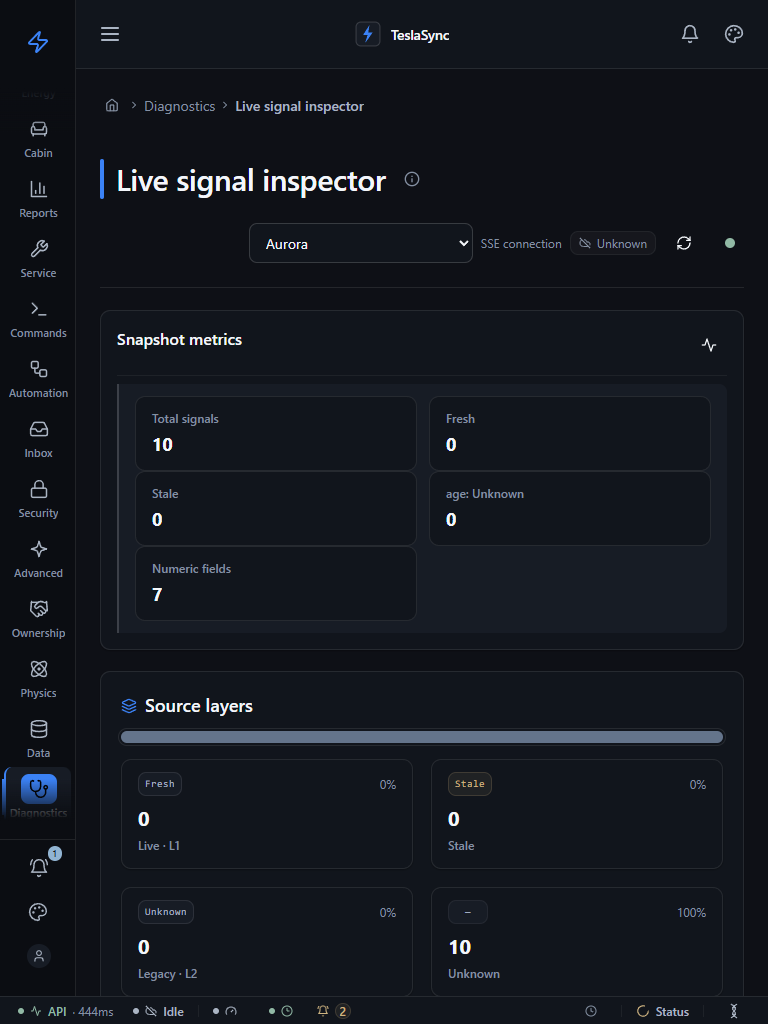 TeslaSync
Energy
Cabin
Reports
Service
Commands
Automation
Inbox
Security
Advanced
Ownership
Physics
Data
Diagnostics
1
Diagnostics
Live signal inspector
Live signal inspector
Aurora
SSE connection
Unknown
Snapshot metrics
Total signals
10
Fresh
0
Stale
0
age: Unknown
0
Numeric fields
7
Source layers
Fresh
0%
0
Live · L1
Stale
0%
0
Stale
Unknown
0%
0
Legacy · L2
–
100%
10
Unknown
API · 444ms
Idle
2
Status